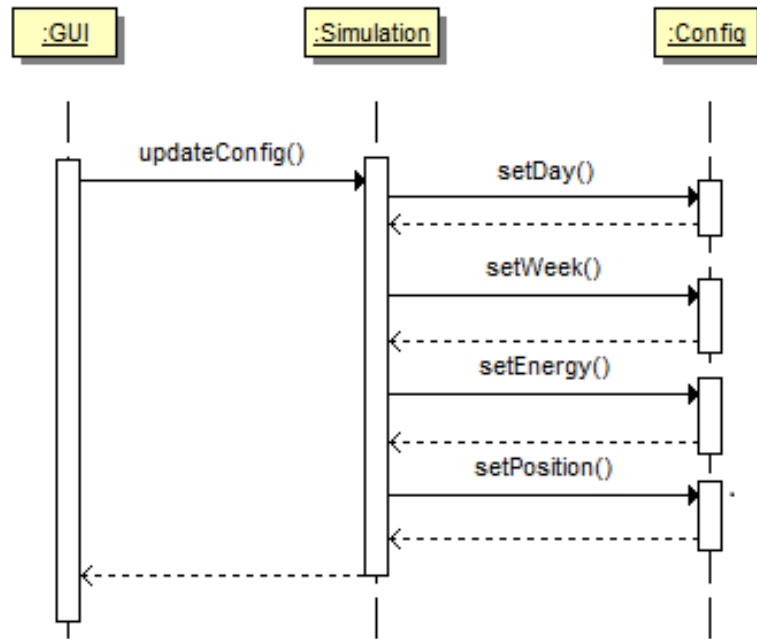 :GUI
:Simulation
:Config
updateConfig()
setDay()
setWeek()
setEnergy()
setPosition()